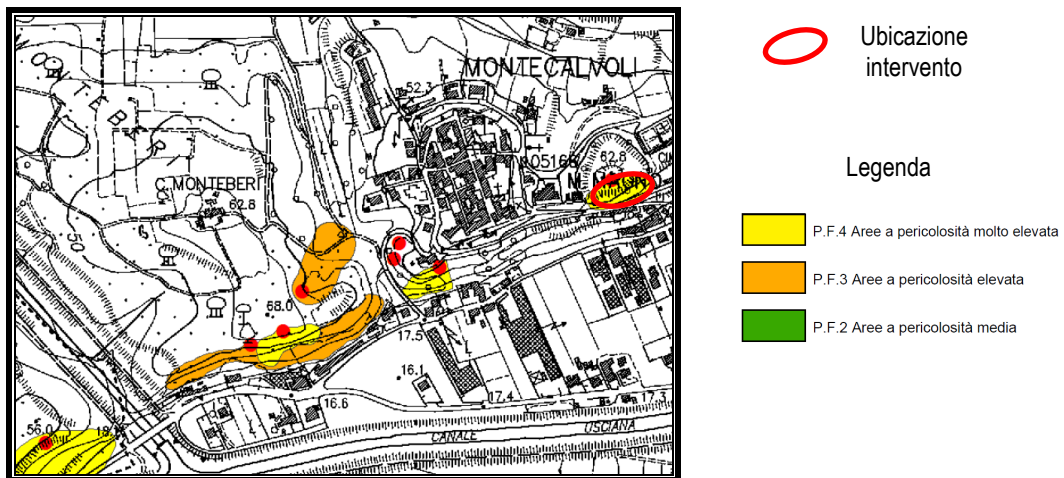 MONTECALVOLI
52.3
05168
62.8
C. MONTEBERI
62.8
50
68.0
17.5
16.1
16.6
17.4
17.3
56.0
CANALE
USCIANA
Ubicazione
intervento
Legenda
P.F.4 Aree a pericolosità molto elevata
P.F.3 Aree a pericolosità elevata
P.F.2 Aree a pericolosità media